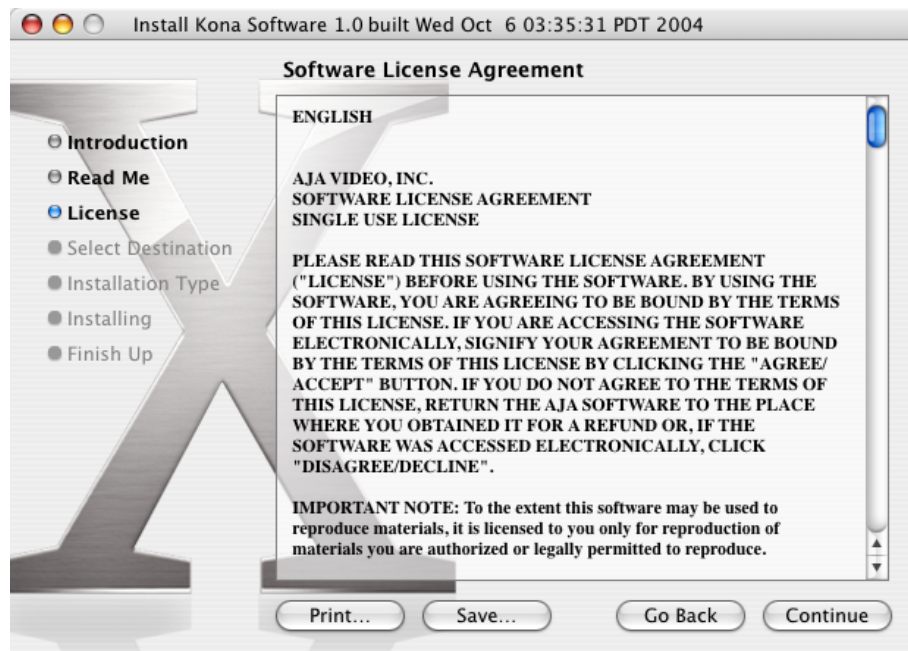 Install Kona Software 1.0 built Wed Oct  6 03:35:31 PDT 2004
Software License Agreement
Introduction
Read Me
License
Select Destination
Installation Type
Installing
Finish Up
ENGLISH
AJA VIDEO, INC.
SOFTWARE LICENSE AGREEMENT
SINGLE USE LICENSE
PLEASE READ THIS SOFTWARE LICENSE AGREEMENT
("LICENSE") BEFORE USING THE SOFTWARE. BY USING THE
SOFTWARE, YOU ARE AGREEING TO BE BOUND BY THE TERMS
OF THIS LICENSE. IF YOU ARE ACCESSING THE SOFTWARE
ELECTRONICALLY, SIGNIFY YOUR AGREEMENT TO BE BOUND
BY THE TERMS OF THIS LICENSE BY CLICKING THE "AGREE/
ACCEPT" BUTTON. IF YOU DO NOT AGREE TO THE TERMS OF
THIS LICENSE, RETURN THE AJA SOFTWARE TO THE PLACE
WHERE YOU OBTAINED IT FOR A REFUND OR, IF THE
SOFTWARE WAS ACCESSED ELECTRONICALLY, CLICK
"DISAGREE/DECLINE".
IMPORTANT NOTE: To the extent this software may be used to
reproduce materials, it is licensed to you only for reproduction of
materials you are authorized or legally permitted to reproduce.
Print...
Save...
Go Back
Continue